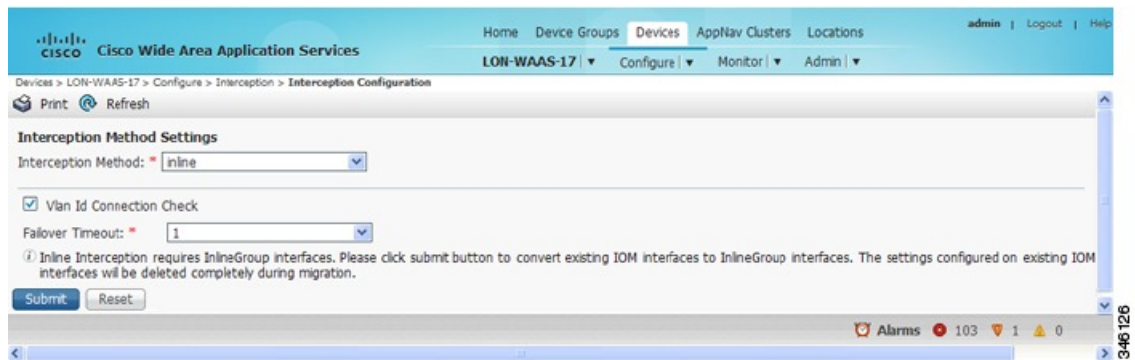 admin | Logout | Help
Home Device Groups Devices AppNav Clusters Locations
CISCO Cisco Wide Area Application Services
LON-WAAS-17 | Configure | Monitor | Admin |
Devices > LON-WAAS-17 > Configure > Interception > Interception Configuration
Print Refresh
Interception Method Settings
Interception Method: * inline
Vlan Id Connection Check
Failover Timeout: * 1
i Inline Interception requires InlineGroup interfaces. Please click submit button to convert existing IOM interfaces to InlineGroup interfaces. The settings configured on existing IOM
interfaces will be deleted completely during migration.
Submit Reset
Alarms 103 1 0
346126